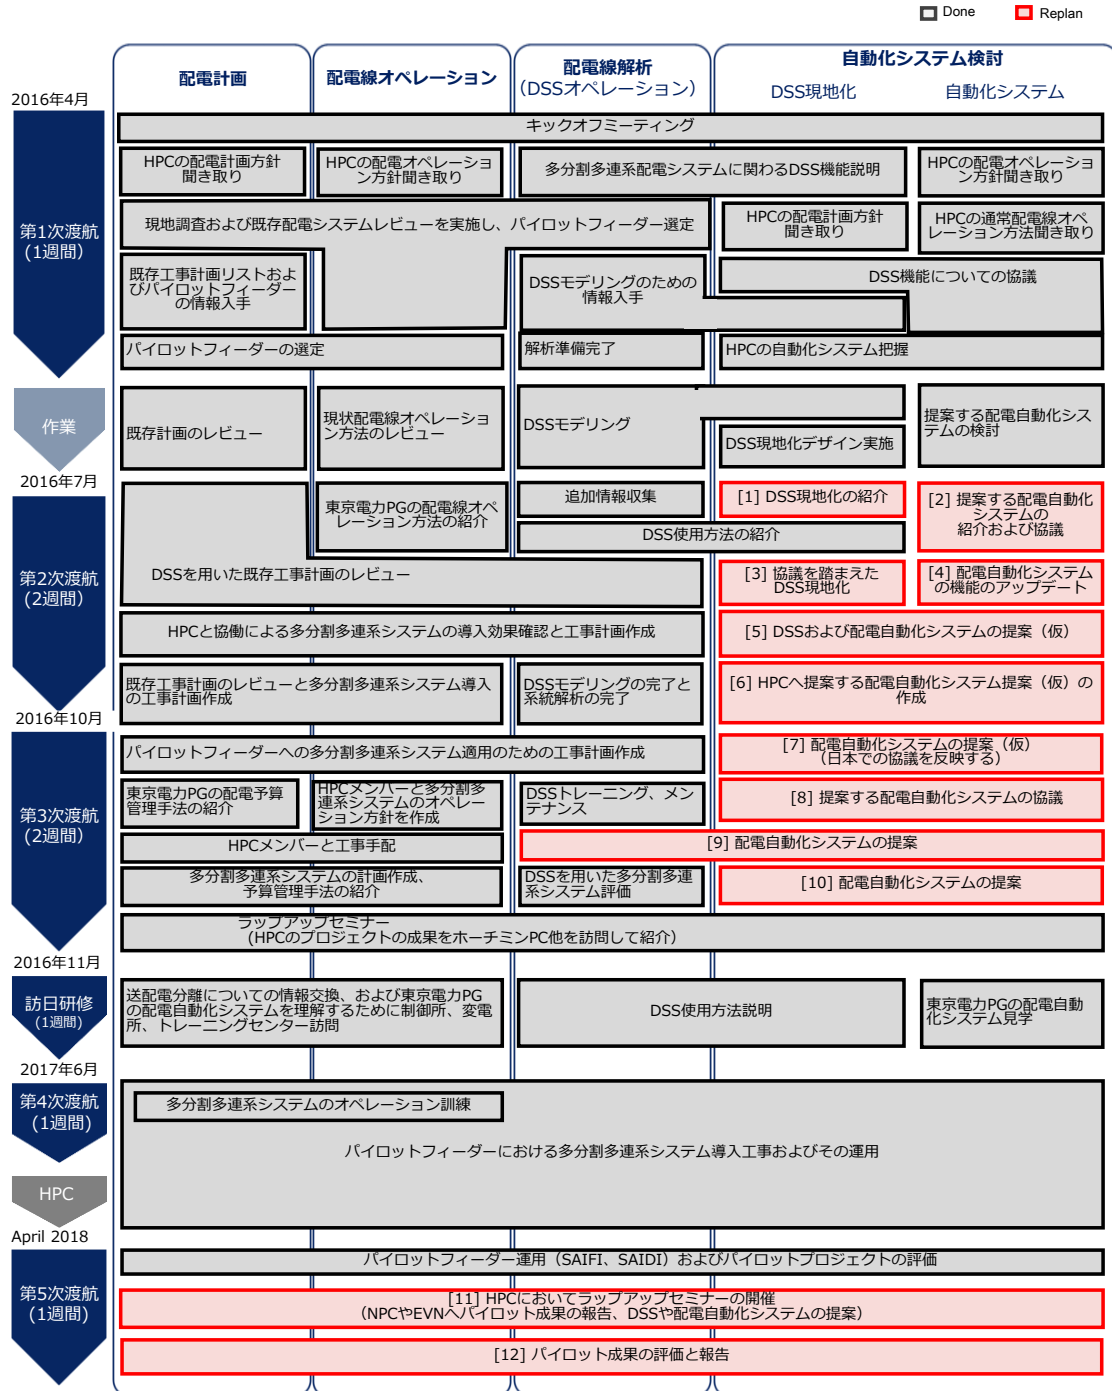 Done
Replan
配電計画
配電線オペレーション
配電線解析
（DSSオペレーション）
自動化システム検討
DSS現地化
自動化システム
2016年4月
キックオフミーティング
HPCの配電計画方針
聞き取り
HPCの配電オペレーショ
ン方針聞き取り
多分割多連系配電システムに関わるDSS機能説明
HPCの配電オペレーショ
ン方針聞き取り
第1次渡航
(1週間）
現地調査および既存配電システムレビューを実施し、パイロットフィーダー選定
HPCの配電計画方針
聞き取り
HPCの通常配電線オペ
レーション方法聞き取り
既存工事計画リストおよ
びパイロットフィーダー
の情報入手
DSSモデリングのための
情報入手
DSS機能についての協議
パイロットフィーダーの選定
解析準備完了
HPCの自動化システム把握
作業
既存計画のレビュー
現状配電線オペレーショ
ン方法のレビュー
DSSモデリング
DSS現地化デザイン実施
提案する配電自動化シス
テムの検討
2016年7月
第2次渡航
(2週間）
東京電力PGの配電線オペ
レーション方法の紹介
追加情報収集
[1] DSS現地化の紹介
[2] 提案する配電自動化
システムの
紹介および協議
DSS使用方法の紹介
DSSを用いた既存工事計画のレビュー
[3] 協議を踏まえた
DSS現地化
[4] 配電自動化システム
の機能のアップデート
HPCと協働による多分割多連系システムの導入効果確認と工事計画作成
[5] DSSおよび配電自動化システムの提案（仮）
既存工事計画のレビューと多分割多連系システム導入
の工事計画作成
DSSモデリングの完了と
系統解析の完了
[6] HPCへ提案する配電自動化システム提案（仮）の
作成
2016年10月
第3次渡航
(2週間）
パイロットフィーダーへの多分割多連系システム適用のための工事計画作成
[7] 配電自動化システムの提案（仮）
（日本での協議を反映する）
東京電力PGの配電予算
管理手法の紹介
HPCメンバーと多分割多
連系システムのオペレー
ション方針を作成
DSSトレーニング、メン
テナンス
[8] 提案する配電自動化システムの協議
HPCメンバーと工事手配
[9] 配電自動化システムの提案
多分割多連系システムの計画作成、
予算管理手法の紹介
DSSを用いた多分割多連
系システム評価
[10] 配電自動化システムの提案
ラップアップセミナー
(HPCのプロジェクトの成果をホーチミンPC他を訪問して紹介）
2016年11月
訪日研修
(1週間）
送配電分離についての情報交換、および東京電力PG
の配電自動化システムを理解するために制御所、変電
所、トレーニングセンター訪問
DSS使用方法説明
東京電力PGの配電自動
化システム見学
2017年6月
第4次渡航
(1週間）
多分割多連系システムのオペレーション訓練
パイロットフィーダーにおける多分割多連系システム導入工事およびその運用
HPC
April 2018
第5次渡航
(1週間）
パイロットフィーダー運用（SAIFI、SAIDI）およびパイロットプロジェクトの評価
[11] HPCにおいてラップアップセミナーの開催
（NPCやEVNへパイロット成果の報告、DSSや配電自動化システムの提案）
[12] パイロット成果の評価と報告